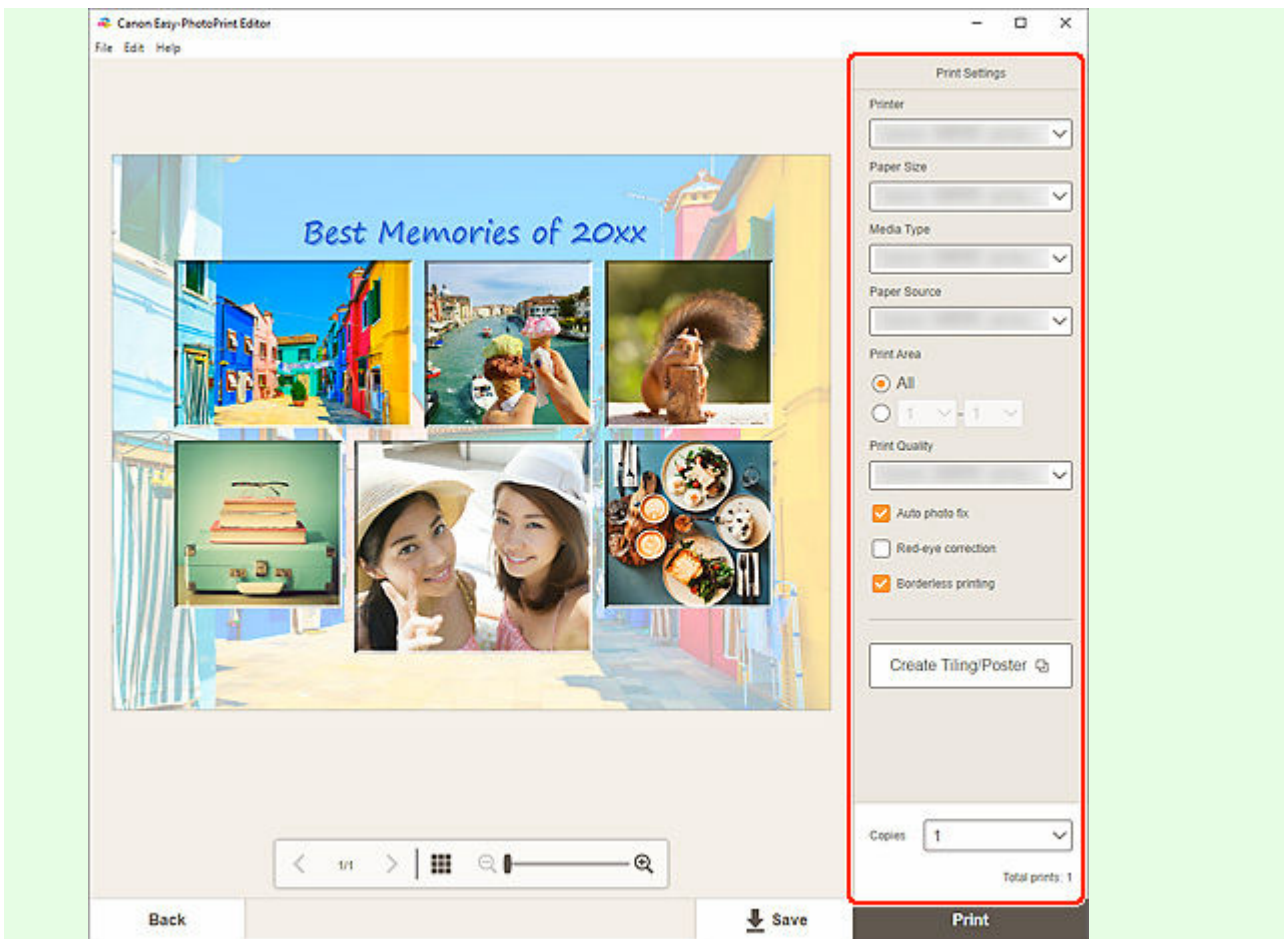 Canon Easy-PhotoPrint Editor
File Edit Help
Print Settings
Printer
Paper Size
Best Memories of 20xx
Media Type
Paper Source
Print Area
All
1 - 1
Print Quality
Auto photo fix
Red-eye correction
Borderless printing
Create Tiling/Poster
Copies 1
1/1
Total prints: 1
Back
Save
Print